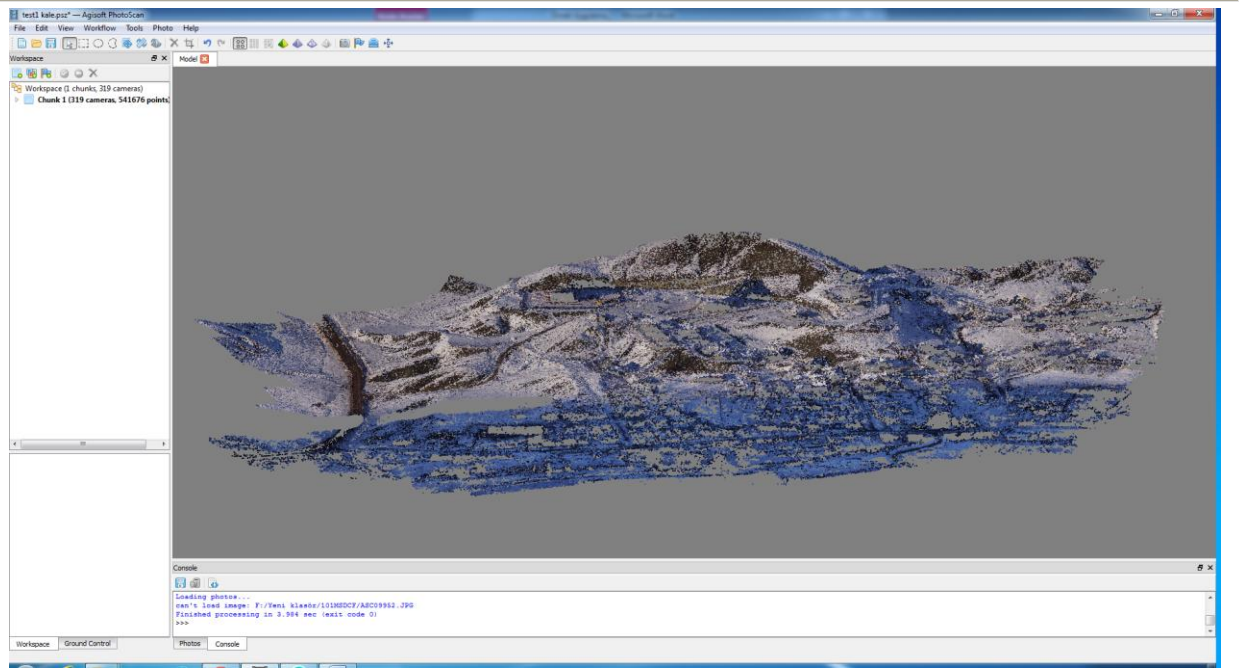 test1 kale.psz* — Agisoft PhotoScan
File Edit View Workflow Tools Photo Help
Workspace
Model
Workspace (1 chunks, 319 cameras)
Chunk 1 (319 cameras, 541676 points)
Console
Loading photos...
can't load image: F:/Yeni klasör/101MSDCF/ASC09952.JPG
Finished processing in 3.984 sec (exit code 0)
>>>
Workspace Ground Control
Photos Console